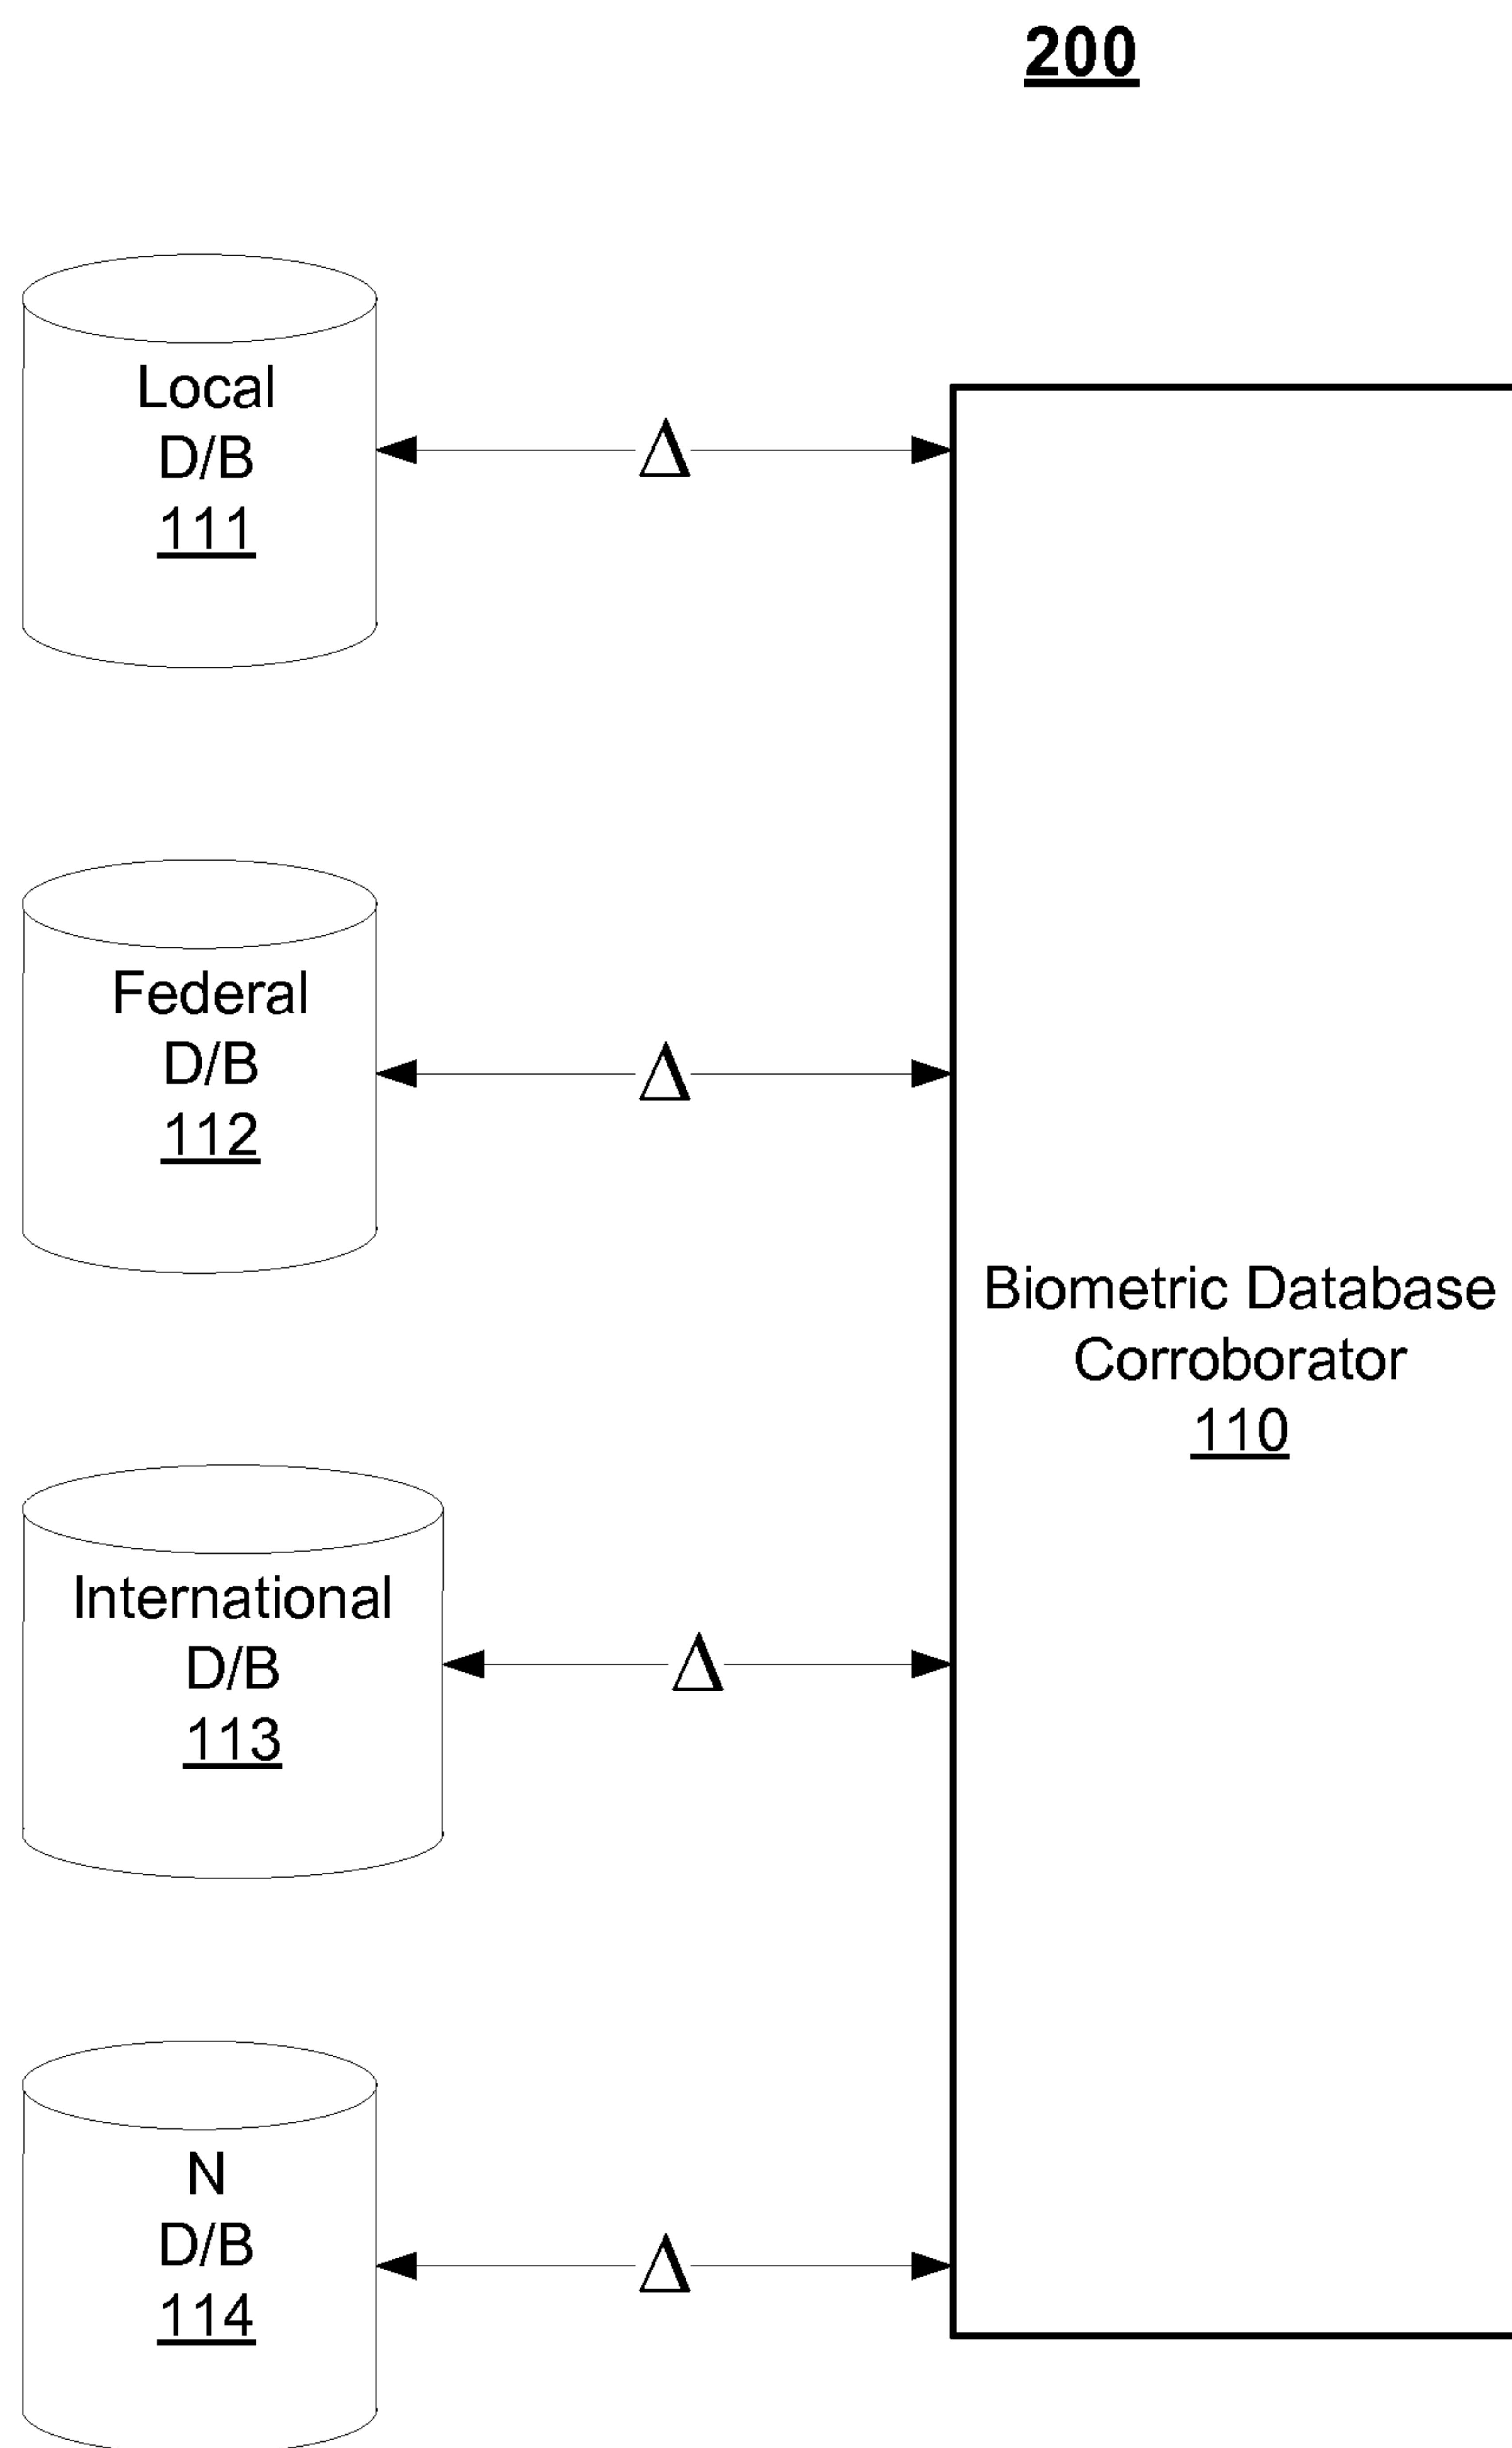 200
Local
D/B
111
Δ
Federal
D/B
112
Δ
Biometric Database
Corroborator
110
International
D/B
113
Δ
N
D/B
114
Δ